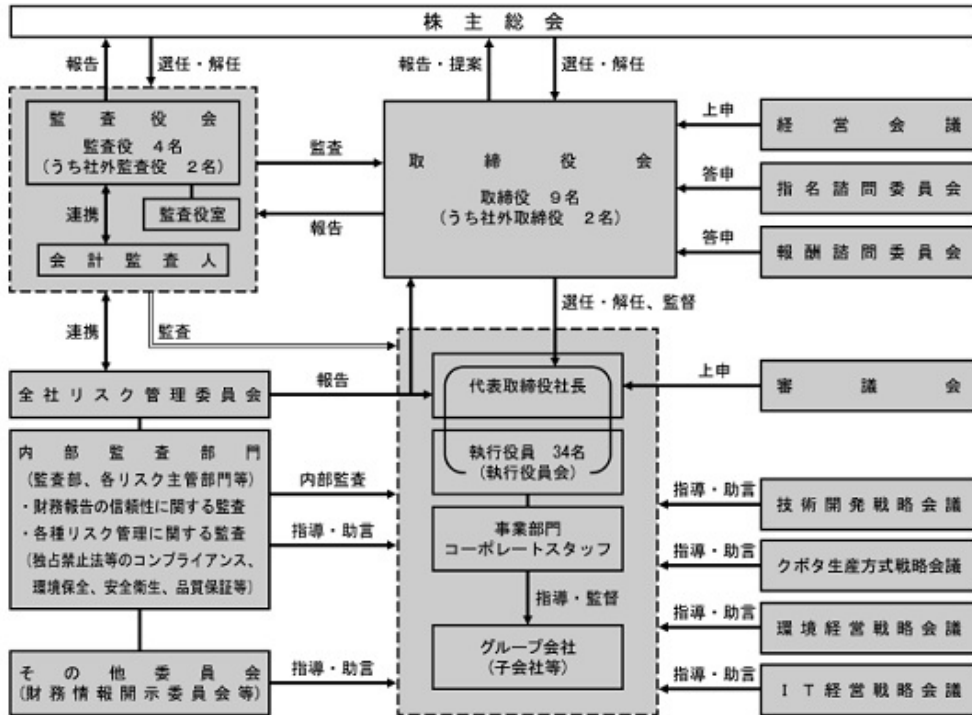 株主総会
報告
選任・解任
報告・提案
選任・解任
監査役会
監査役 4名
(うち社外監査役 2名)
監査役室
連携
会計監査人
監査
報告
取締役会
取締役 9名
(うち社外取締役 2名)
上申
経営会議
答申
指名諮問委員会
答申
報酬諮問委員会
連携
監査
選任・解任、監督
全社リスク管理委員会
報告
代表取締役社長
上申
審議会
執行役員 34名
(執行役員会)
内部監査部門
(監査部、各リスク主管部門等)
・財務報告の信頼性に関する監査
・各種リスク管理に関する監査
(独占禁止法等のコンプライアンス、
環境保全、安全衛生、品質保証等)
内部監査
指導・助言
事業部門
コーポレートスタッフ
指導・監督
グループ会社
(子会社等)
指導・助言
技術開発戦略会議
指導・助言
クボタ生産方式戦略会議
指導・助言
環境経営戦略会議
指導・助言
IT経営戦略会議
その他委員会
(財務情報開示委員会等)
指導・助言